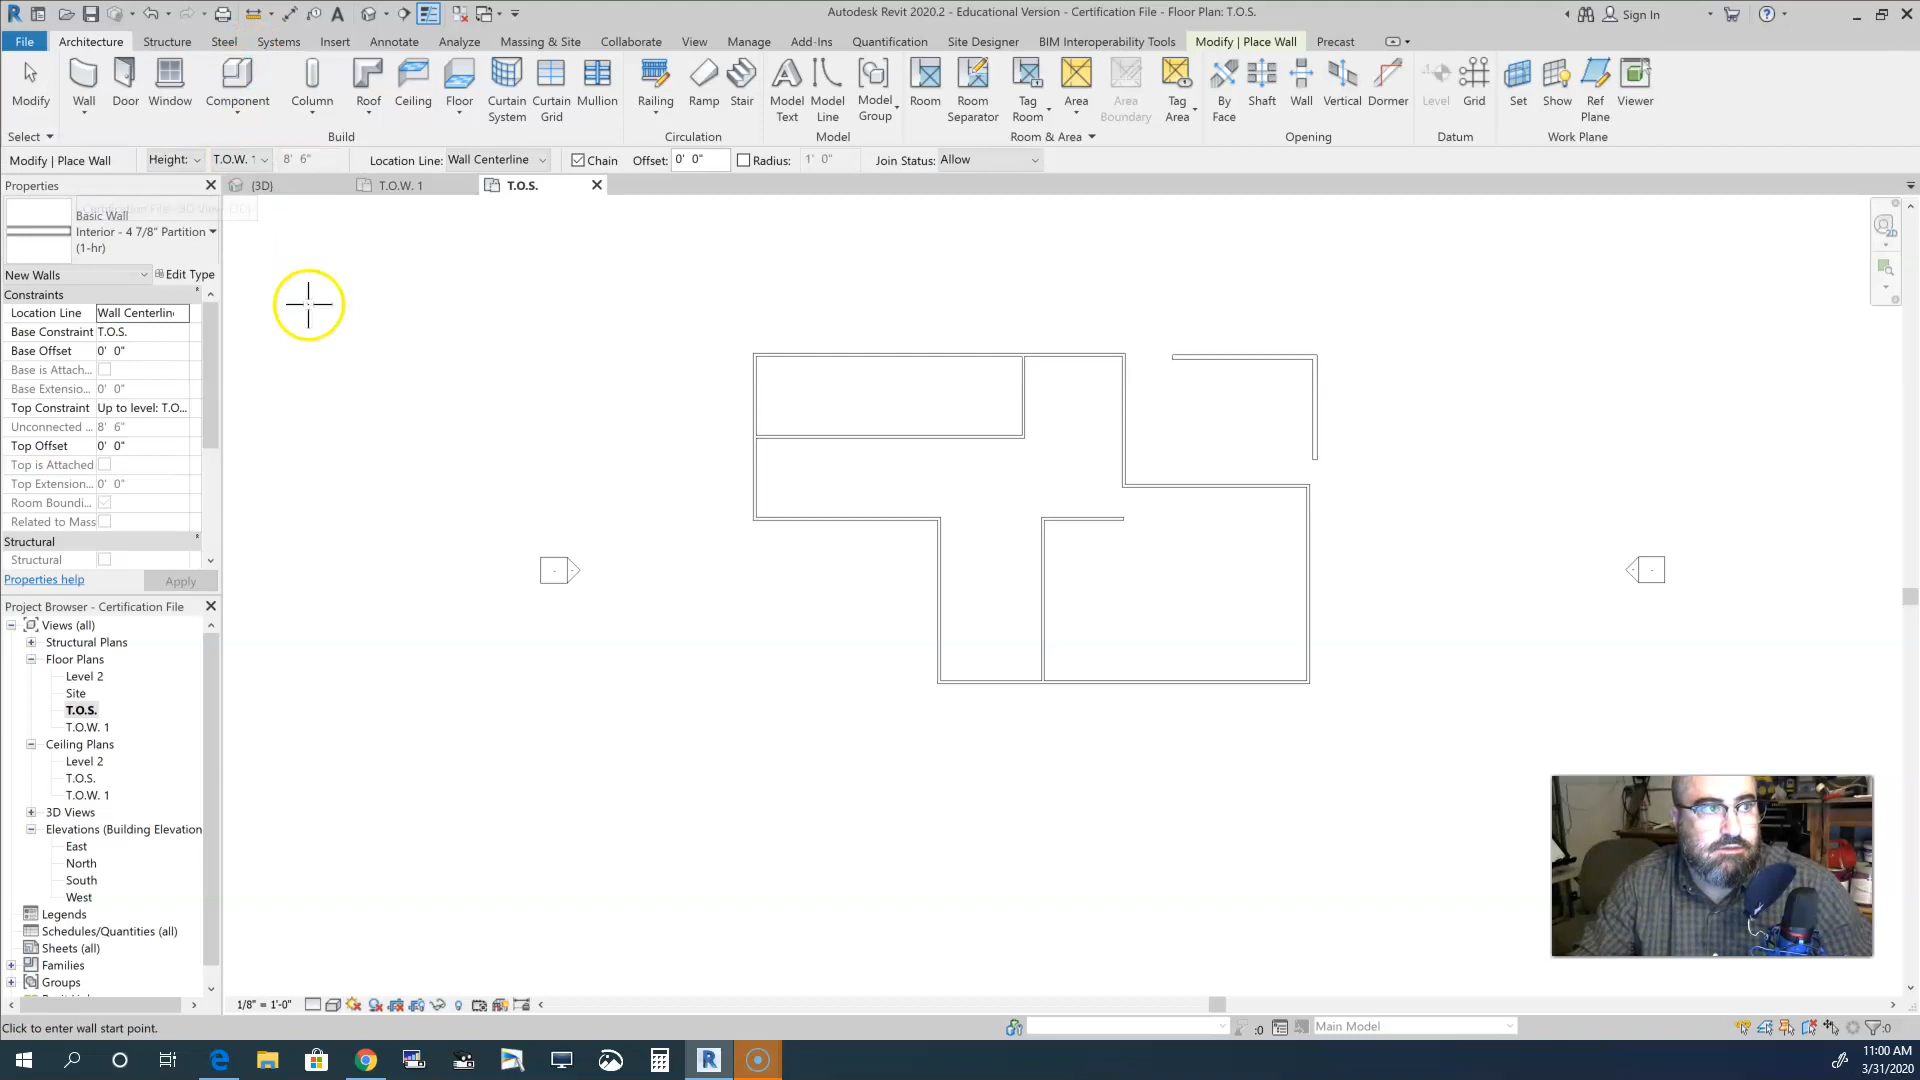 Autodesk Revit 2020.2 - Educational Version - Certification File - Floor Plan: T.O.S.
Sign In
File Architecture Structure Steel Systems Insert Annotate Analyze Massing & Site Collaborate View Manage Add-Ins Quantification Site Designer BIM Interoperability Tools Modify | Place Wall Precast
Modify Wall Door Window Component Column Roof Ceiling Floor Curtain System Curtain Grid Mullion Railing Ramp Stair Model Text Model Line Model Group Room Room Separator Tag Room Area Area Boundary Tag Area By Face Shaft Wall Vertical Dormer Level Grid Set Show Ref Plane Viewer
Select Build Circulation Model Room & Area Opening Datum Work Plane
Modify | Place Wall Height: T.O.W. 1 8' 6" Location Line: Wall Centerline Chain Offset: 0' 0" Radius: 1' 0" Join Status: Allow
Properties {3D} T.O.W. 1 T.O.S.
Basic Wall
Interior - 4 7/8" Partition
(1-hr)
New Walls Edit Type
Constraints
Location Line Wall Centerline
Base Constraint T.O.S.
Base Offset 0' 0"
Base is Attach...
Base Extensio... 0' 0"
Top Constraint Up to level: T.O...
Unconnected ... 8' 6"
Top Offset 0' 0"
Top is Attached
Top Extension... 0' 0"
Room Boundi...
Related to Mass
Structural
Structural
Properties help Apply
Project Browser - Certification File
Views (all)
Structural Plans
Floor Plans
Level 2
Site
T.O.S.
T.O.W. 1
Ceiling Plans
Level 2
T.O.S.
T.O.W. 1
3D Views
Elevations (Building Elevation
East
North
South
West
Legends
Schedules/Quantities (all)
Sheets (all)
Families
Groups
1/8" = 1'-0"
Click to enter wall start point.
:0 Main Model :0
11:00 AM
3/31/2020